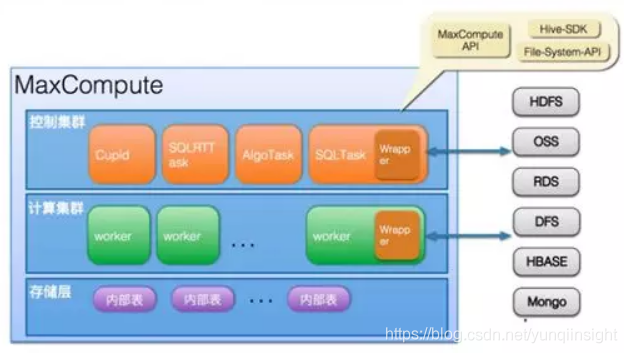 MaxCompute
API
Hive-SDK
File-System-API
MaxCompute
控制集群
Cupid
SQLRTT
ask
AlgoTask
SQLTask
Wrapp
er
计算集群
worker
worker
...
worker
Wrapp
er
存储层
内部表
内部表
...
内部表
HDFS
OSS
RDS
DFS
HBASE
Mongo
https://blog.csdn.net/yunqiinsight